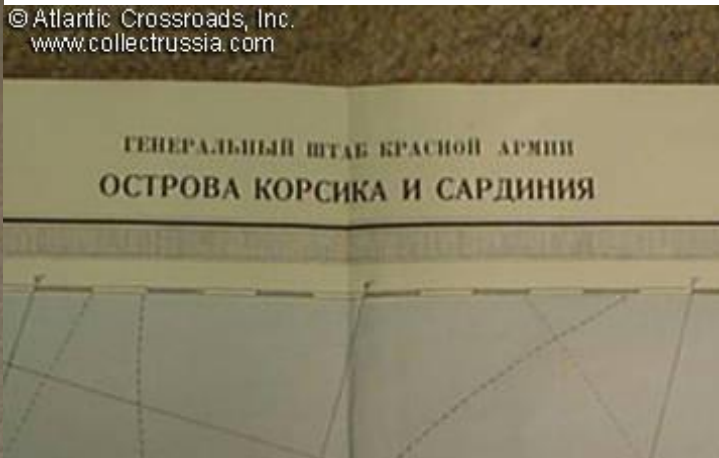 © Atlantic Crossroads, Inc.
www.collectrussia.com
ГЕНЕРАЛЬНЫЙ ШТАБ КРАСНОЙ АРМИИ
ОСТРОВА КОРСИКА И САРДИНИЯ